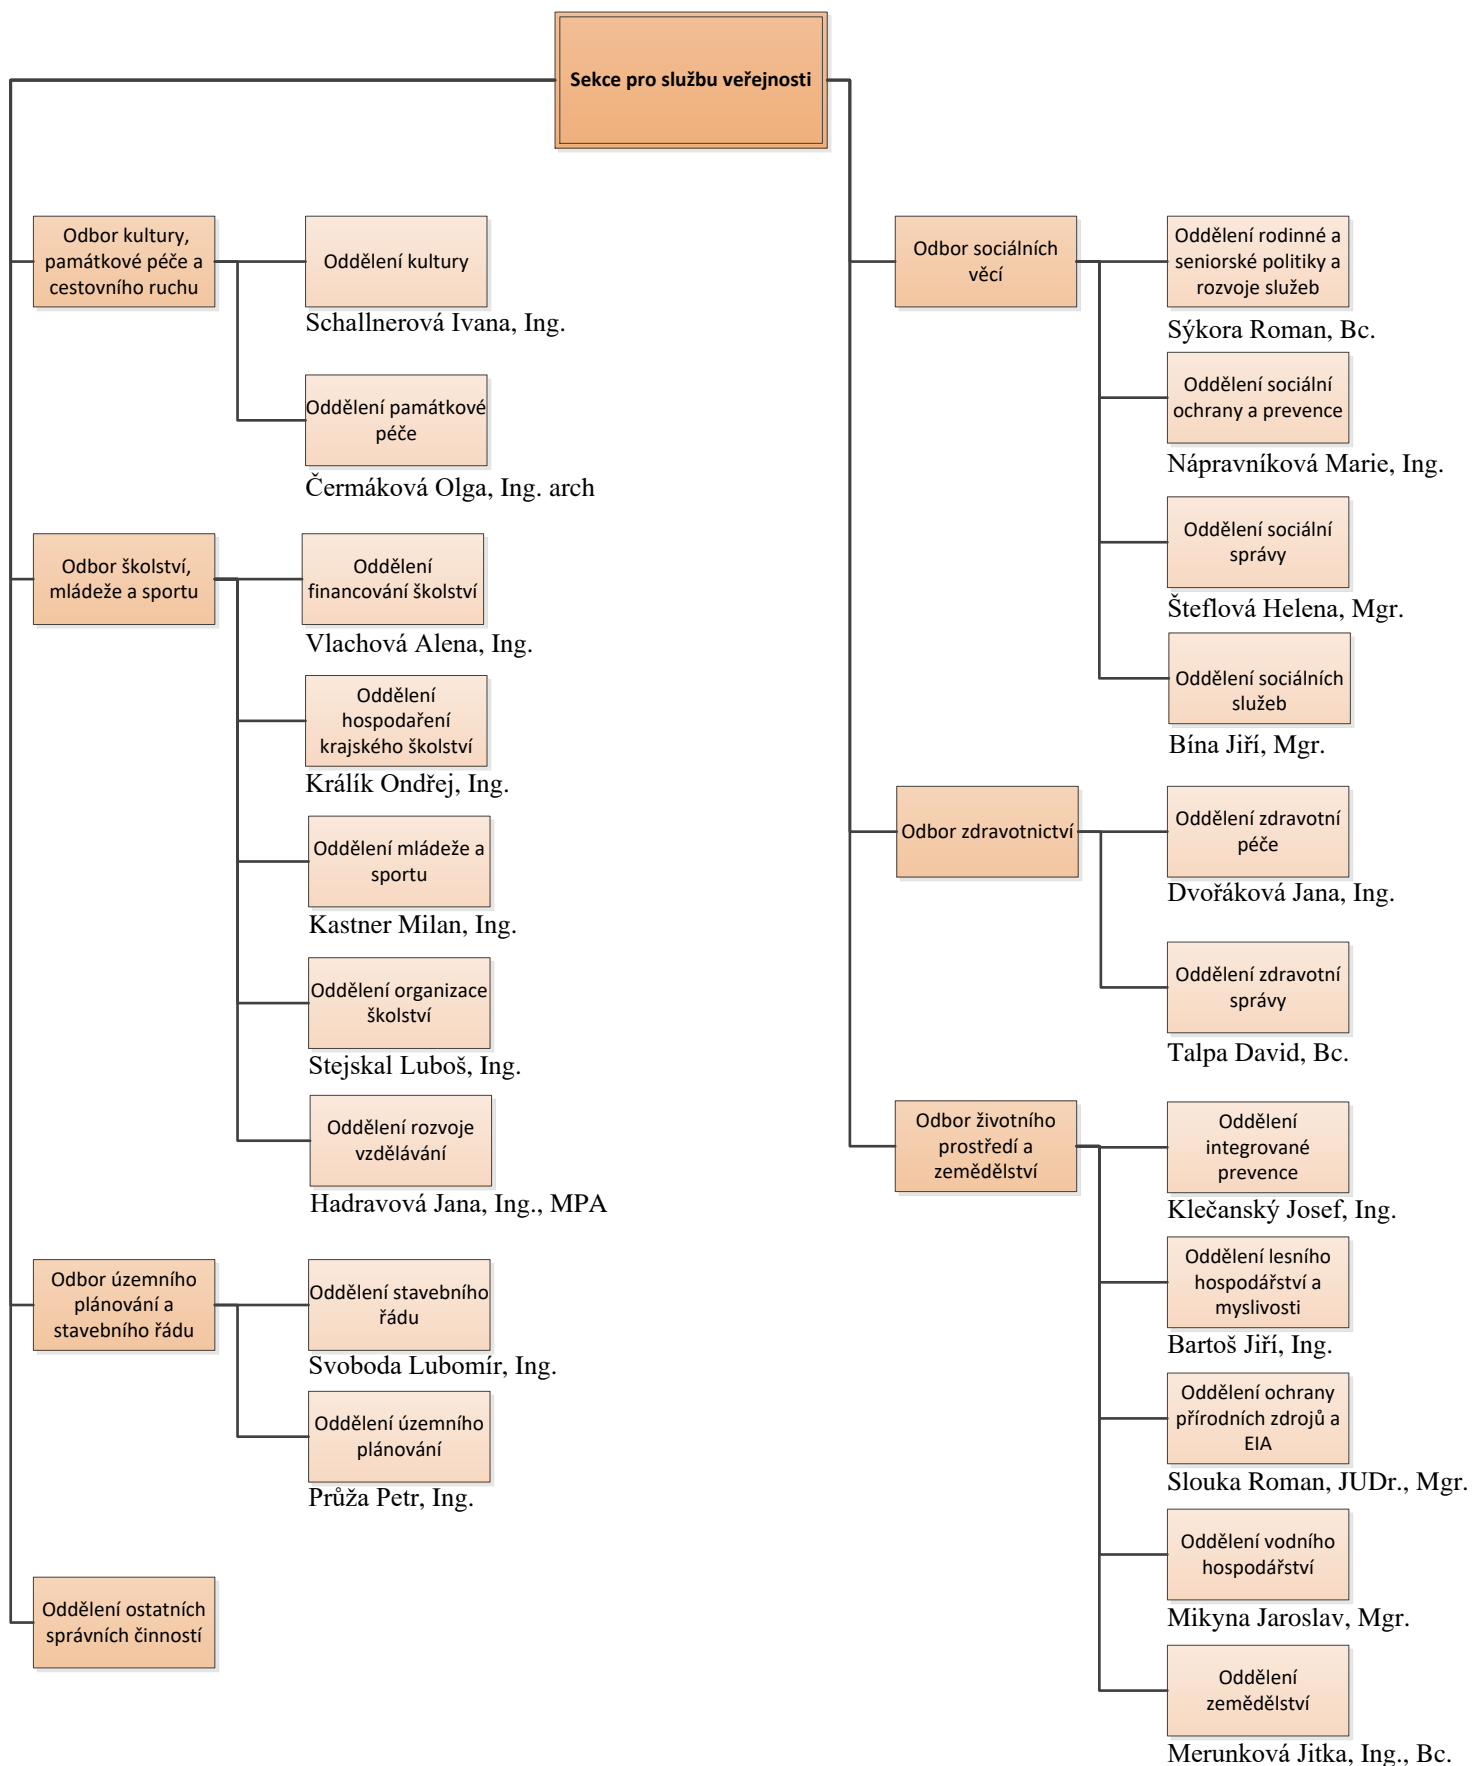 Sekce pro službu veřejnosti
Odbor kultury,
památkové péče a
cestovního ruchu
Oddělení kultury
Schallnerová Ivana, Ing.
Oddělení památkové
péče
Čermáková Olga, Ing. arch
Odbor školství,
mládeže a sportu
Oddělení
financování školství
Vlachová Alena, Ing.
Oddělení
hospodaření
krajského školství
Králík Ondřej, Ing.
Oddělení mládeže a
sportu
Kastner Milan, Ing.
Oddělení organizace
školství
Stejskal Luboš, Ing.
Oddělení rozvoje
vzdělávání
Hadravová Jana, Ing., MPA
Odbor územního
plánování a
stavebního řádu
Oddělení stavebního
řádu
Svoboda Lubomír, Ing.
Oddělení územního
plánování
Průža Petr, Ing.
Oddělení ostatních
správních činností
Odbor sociálních
věcí
Oddělení rodinné a
seniorské politiky a
rozvoje služeb
Sýkora Roman, Bc.
Oddělení sociální
ochrany a prevence
Nápravníková Marie, Ing.
Oddělení sociální
správy
Šteflová Helena, Mgr.
Oddělení sociálních
služeb
Bína Jiří, Mgr.
Odbor zdravotnictví
Oddělení zdravotní
péče
Dvořáková Jana, Ing.
Oddělení zdravotní
správy
Talpa David, Bc.
Odbor životního
prostředí a
zemědělství
Oddělení
integrované
prevence
Klečanský Josef, Ing.
Oddělení lesního
hospodářství a
myslivosti
Bartoš Jiří, Ing.
Oddělení ochrany
přírodních zdrojů a
EIA
Slouka Roman, JUDr., Mgr.
Oddělení vodního
hospodářství
Mikyna Jaroslav, Mgr.
Oddělení
zemědělství
Merunková Jitka, Ing., Bc.